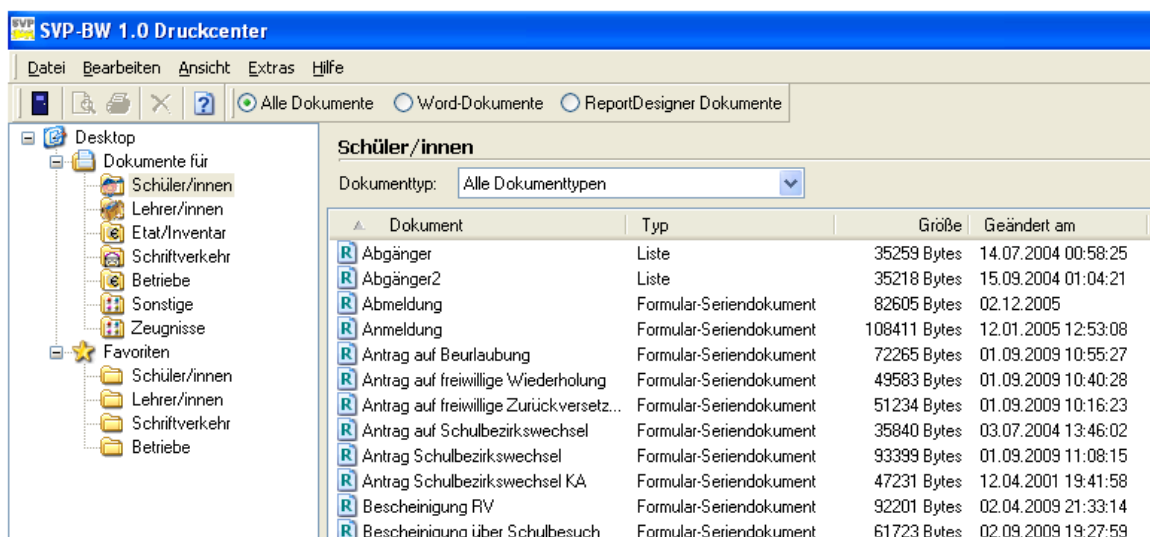 SVP-BW 1.0 Druckcenter
Datei Bearbeiten Ansicht Extras Hilfe
Alle Dokumente Word-Dokumente ReportDesigner Dokumente
Desktop
Dokumente für
Schüler/innen
Lehrer/innen
Etat/Inventar
Schriftverkehr
Betriebe
Sonstige
Zeugnisse
Favoriten
Schüler/innen
Lehrer/innen
Schriftverkehr
Betriebe
Schüler/innen
Dokumenttyp: Alle Dokumenttypen
Dokument Typ Größe Geändert am
R Abgänger Liste 35259 Bytes 14.07.2004 00:58:25
R Abgänger2 Liste 35218 Bytes 15.09.2004 01:04:21
R Abmeldung Formular-Seriendokument 82605 Bytes 02.12.2005
R Anmeldung Formular-Seriendokument 108411 Bytes 12.01.2005 12:53:08
R Antrag auf Beurlaubung Formular-Seriendokument 72265 Bytes 01.09.2009 10:55:27
R Antrag auf freiwillige Wiederholung Formular-Seriendokument 49583 Bytes 01.09.2009 10:40:28
R Antrag auf freiwillige Zurückversetz... Formular-Seriendokument 51234 Bytes 01.09.2009 10:16:23
R Antrag auf Schulbezirkswechsel Formular-Seriendokument 35840 Bytes 03.07.2004 13:46:02
R Antrag Schulbezirkswechsel Formular-Seriendokument 93399 Bytes 01.09.2009 11:08:15
R Antrag Schulbezirkswechsel KA Formular-Seriendokument 47231 Bytes 12.04.2001 19:41:58
R Bescheinigung RV Formular-Seriendokument 92201 Bytes 02.04.2009 21:33:14
R Bescheinigung über Schulbesuch Formular-Seriendokument 61723 Bytes 02.09.2009 19:27:59